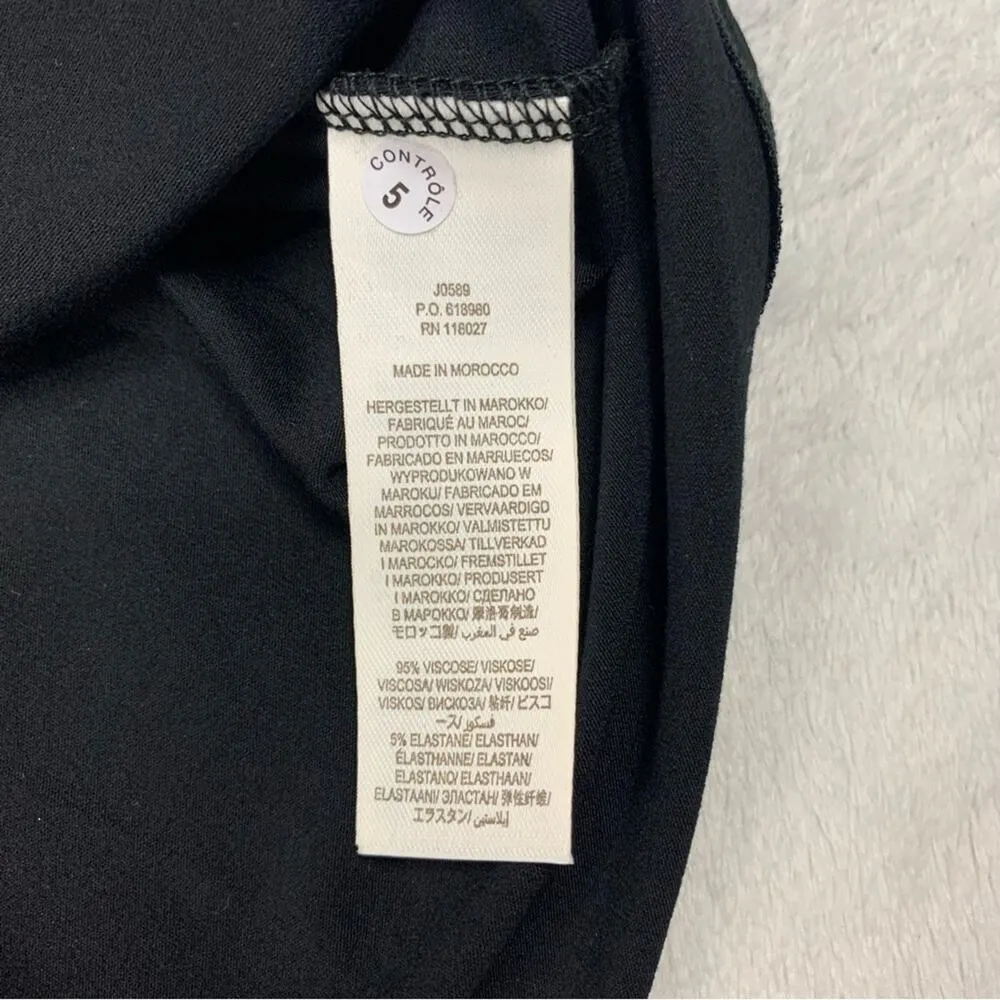 CONTRÔLE
5
J0589
P.O. 618980
RN 118027
MADE IN MOROCCO
HERGESTELLT IN MAROKKO/
FABRIQUÉ AU MAROC/
PRODOTTO IN MAROCCO/
FABRICADO EN MARRUECOS/
WYPRODUKOWANO W
MAROKU/ FABRICADO EM
MARROCOS/ VERVAARDIGD
IN MAROKKO/ VALMISTETTU
MAROKOSSA/ TILLVERKAD
I MAROCKO/ FREMSTILLET
I MAROKKO/ PRODUSERT
I MAROKKO/ СДЕЛАНО
В МАРОККО/ 摩洛哥制造/
モロッコ製/ صنع في المغرب/
95% VISCOSE/ VISKOSE/
VISCOSA/ WISKOZA/ VISKOOSI/
VISKOS/ ВИСКОЗА/ 粘纤/ ビスコ
ース/ فسكوز/
5% ELASTANE/ ELASTHAN/
ÉLASTHANNE/ ELASTAN/
ELASTANO/ ELASTHAAN/
ELASTAANI/ ЭЛАСТАН/ 弹性纤维/
エラスタン/ إيلاستين/